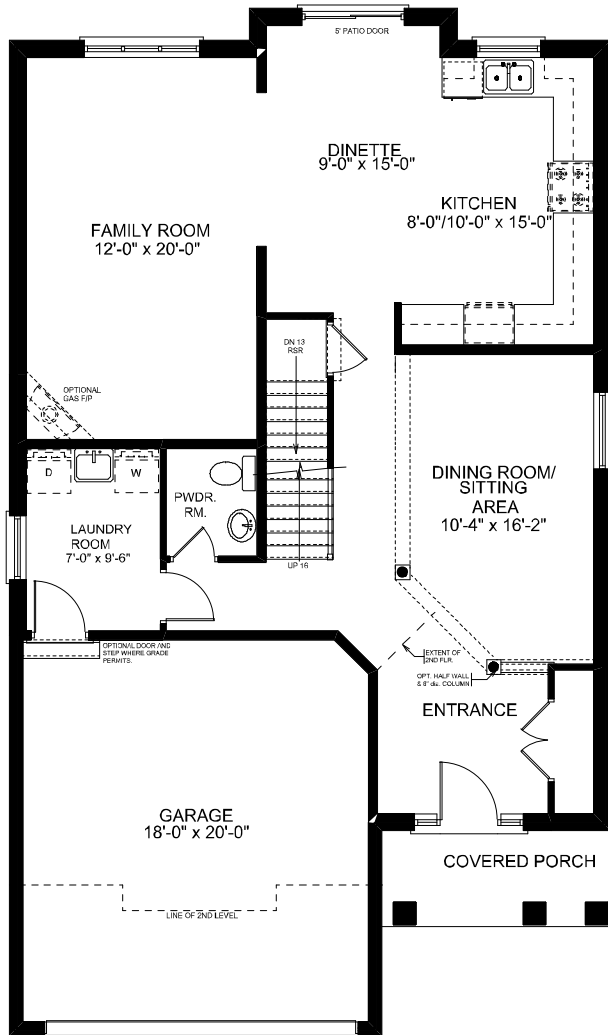 5' PATIO DOOR
DINETTE
9'-0" x 15'-0"
KITCHEN
8'-0"/10'-0" x 15'-0"
FAMILY ROOM
12'-0" x 20'-0"
DN 13
RSR
OPTIONAL
GAS F/P
D
W
PWDR.
RM.
LAUNDRY
ROOM
7'-0" x 9'-6"
UP 16
DINING ROOM/
SITTING
AREA
10'-4" x 16'-2"
OPTIONAL DOOR AND
STEP WHERE GRADE
PERMITS.
EXTENT OF
2ND FLR.
OPT. HALF WALL
& 8" dia. COLUMN
ENTRANCE
GARAGE
18'-0" x 20'-0"
COVERED PORCH
LINE OF 2ND LEVEL